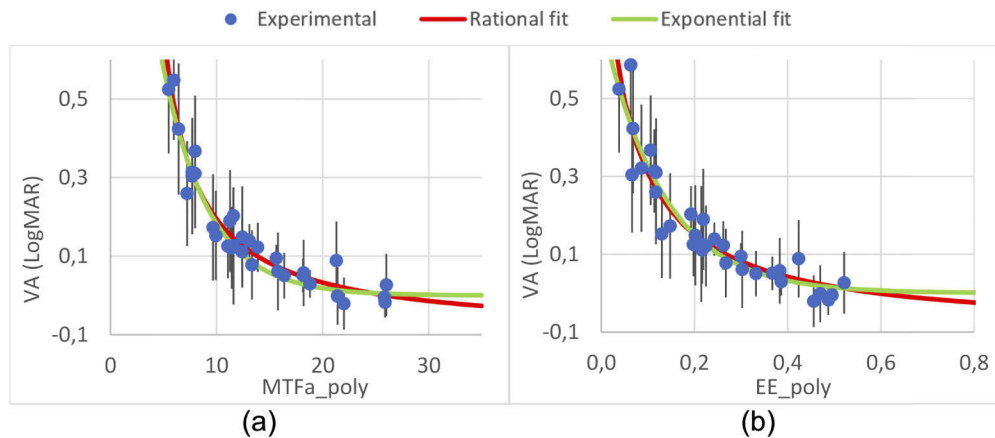 Experimental Rational fit Exponential fit
VA (LogMAR)
0,5
0,3
0,1
-0,1
0 10 20 30
MTFa_poly
(a)
VA (LogMAR)
0,5
0,3
0,1
-0,1
0,0 0,2 0,4 0,6 0,8
EE_poly
(b)